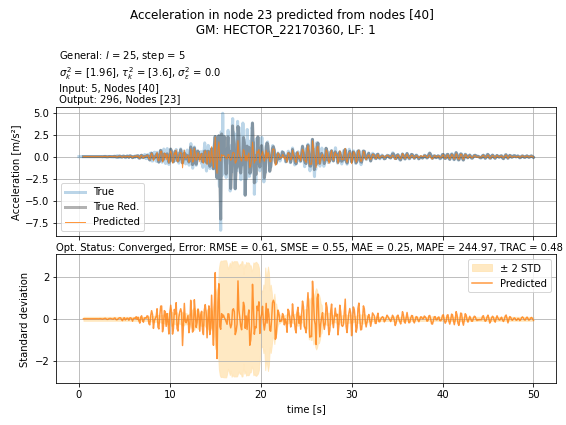 Acceleration in node 23 predicted from nodes [40]
GM: HECTOR_22170360, LF: 1
General: l = 25, step = 5
σ²ₖ = [1.96], τ²ₖ = [3.6], σ²ε = 0.0
Input: 5, Nodes [40]
Output: 296, Nodes [23]
Acceleration [m/s²]
5.0
2.5
0.0
−2.5
−5.0
−7.5
True
True Red.
Predicted
Opt. Status: Converged, Error: RMSE = 0.61, SMSE = 0.55, MAE = 0.25, MAPE = 244.97, TRAC = 0.48
Standard deviation
2
0
−2
± 2 STD
Predicted
0 10 20 30 40 50
time [s]